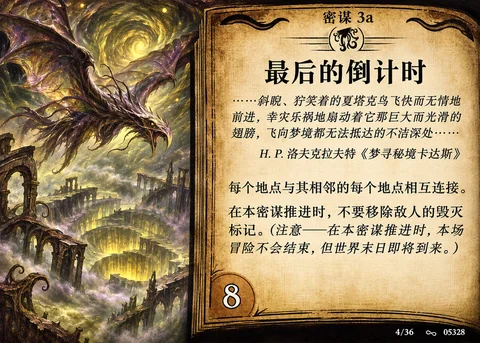 密谋 3a
最后的倒计时
……斜睨、狞笑着的夏塔克鸟飞快而无情地
前进，幸灾乐祸地扇动着它那巨大而光滑的
翅膀，飞向梦境都无法抵达的不洁深处……
H. P. 洛夫克拉夫特《梦寻秘境卡达斯》
每个地点与其相邻的每个地点相互连接。
在本密谋推进时，不要移除敌人的毁灭
标记。（注意——在本密谋推进时，本场
冒险不会结束，但世界末日即将到来。）
8
4/36 05328